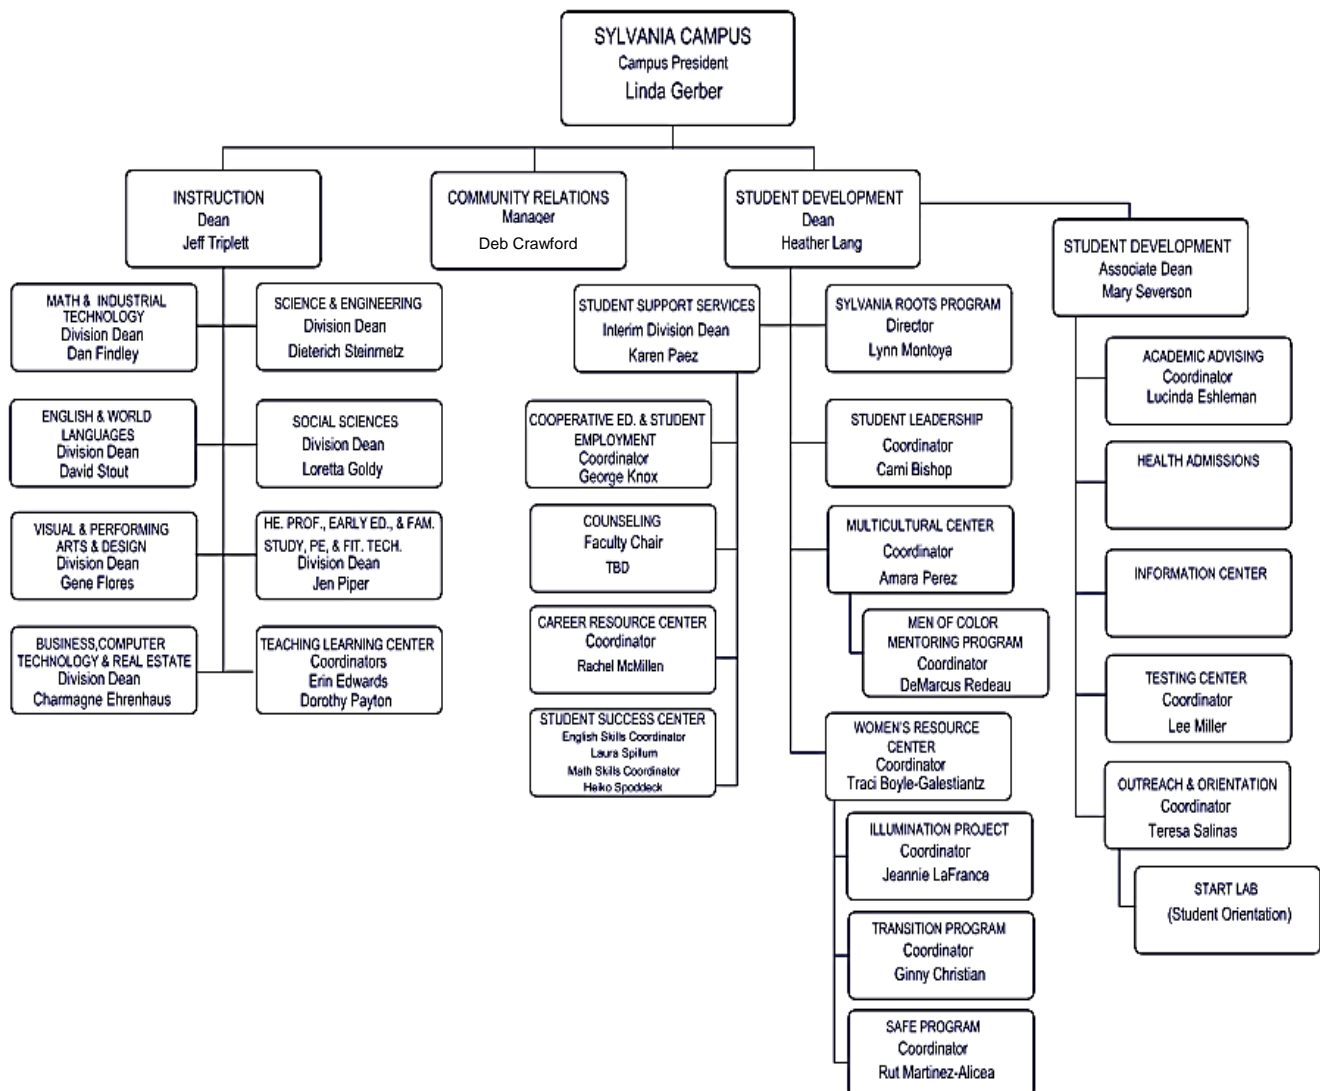 SYLVANIA CAMPUS
Campus President
Linda Gerber
INSTRUCTION
Dean
Jeff Triplett
COMMUNITY RELATIONS
Manager
Deb Crawford
STUDENT DEVELOPMENT
Dean
Heather Lang
STUDENT DEVELOPMENT
Associate Dean
Mary Severson
MATH & INDUSTRIAL
TECHNOLOGY
Division Dean
Dan Findley
SCIENCE & ENGINEERING
Division Dean
Dieterich Steinmetz
ENGLISH & WORLD
LANGUAGES
Division Dean
David Stout
SOCIAL SCIENCES
Division Dean
Loretta Goldy
VISUAL & PERFORMING
ARTS & DESIGN
Division Dean
Gene Flores
HE. PROF., EARLY ED., & FAM.
STUDY, PE, & FIT. TECH.
Division Dean
Jen Piper
BUSINESS,COMPUTER
TECHNOLOGY & REAL ESTATE
Division Dean
Charmagne Ehrenhaus
TEACHING LEARNING CENTER
Coordinators
Erin Edwards
Dorothy Payton
STUDENT SUPPORT SERVICES
Interim Division Dean
Karen Paez
COOPERATIVE ED. & STUDENT
EMPLOYMENT
Coordinator
George Knox
COUNSELING
Faculty Chair
TBD
CAREER RESOURCE CENTER
Coordinator
Rachel McMillen
STUDENT SUCCESS CENTER
English Skills Coordinator
Laura Spillum
Math Skills Coordinator
Heiko Spoddeck
SYLVANIA ROOTS PROGRAM
Director
Lynn Montoya
STUDENT LEADERSHIP
Coordinator
Cami Bishop
MULTICULTURAL CENTER
Coordinator
Amara Perez
MEN OF COLOR
MENTORING PROGRAM
Coordinator
DeMarcus Redeau
WOMEN'S RESOURCE
CENTER
Coordinator
Traci Boyle-Galestiantz
ILLUMINATION PROJECT
Coordinator
Jeannie LaFrance
TRANSITION PROGRAM
Coordinator
Ginny Christian
SAFE PROGRAM
Coordinator
Rut Martinez-Alicea
ACADEMIC ADVISING
Coordinator
Lucinda Eshleman
HEALTH ADMISSIONS
INFORMATION CENTER
TESTING CENTER
Coordinator
Lee Miller
OUTREACH & ORIENTATION
Coordinator
Teresa Salinas
START LAB
(Student Orientation)